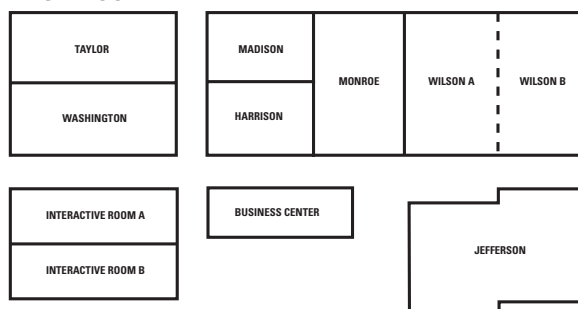 TAYLOR
WASHINGTON
MADISON
HARRISON
MONROE
WILSON A
WILSON B
INTERACTIVE ROOM A
INTERACTIVE ROOM B
BUSINESS CENTER
JEFFERSON